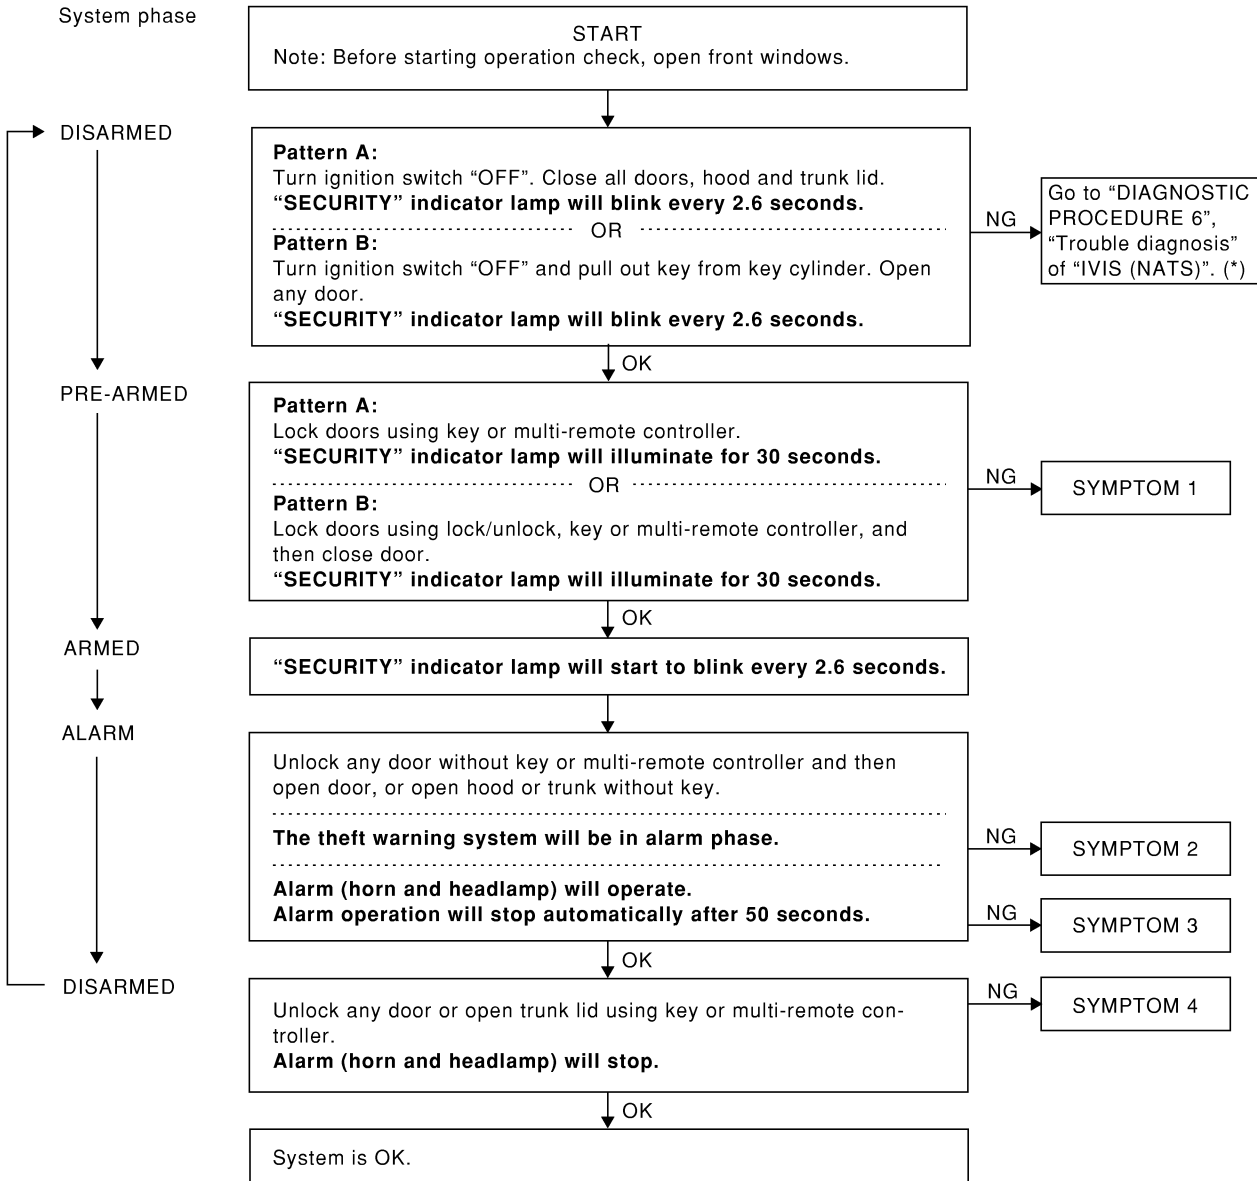 System phase
START
Note: Before starting operation check, open front windows.
DISARMED
Pattern A:
Turn ignition switch “OFF”. Close all doors, hood and trunk lid.
“SECURITY” indicator lamp will blink every 2.6 seconds.
OR
Pattern B:
Turn ignition switch “OFF” and pull out key from key cylinder. Open
any door.
“SECURITY” indicator lamp will blink every 2.6 seconds.
NG
Go to “DIAGNOSTIC
PROCEDURE 6”,
“Trouble diagnosis”
of “IVIS (NATS)”. (*)
OK
PRE-ARMED
Pattern A:
Lock doors using key or multi-remote controller.
“SECURITY” indicator lamp will illuminate for 30 seconds.
OR
Pattern B:
Lock doors using lock/unlock, key or multi-remote controller, and
then close door.
“SECURITY” indicator lamp will illuminate for 30 seconds.
NG
SYMPTOM 1
OK
ARMED
“SECURITY” indicator lamp will start to blink every 2.6 seconds.
ALARM
Unlock any door without key or multi-remote controller and then
open door, or open hood or trunk without key.
The theft warning system will be in alarm phase.
NG
SYMPTOM 2
Alarm (horn and headlamp) will operate.
Alarm operation will stop automatically after 50 seconds.
NG
SYMPTOM 3
OK
DISARMED
Unlock any door or open trunk lid using key or multi-remote con-
troller.
Alarm (horn and headlamp) will stop.
NG
SYMPTOM 4
OK
System is OK.